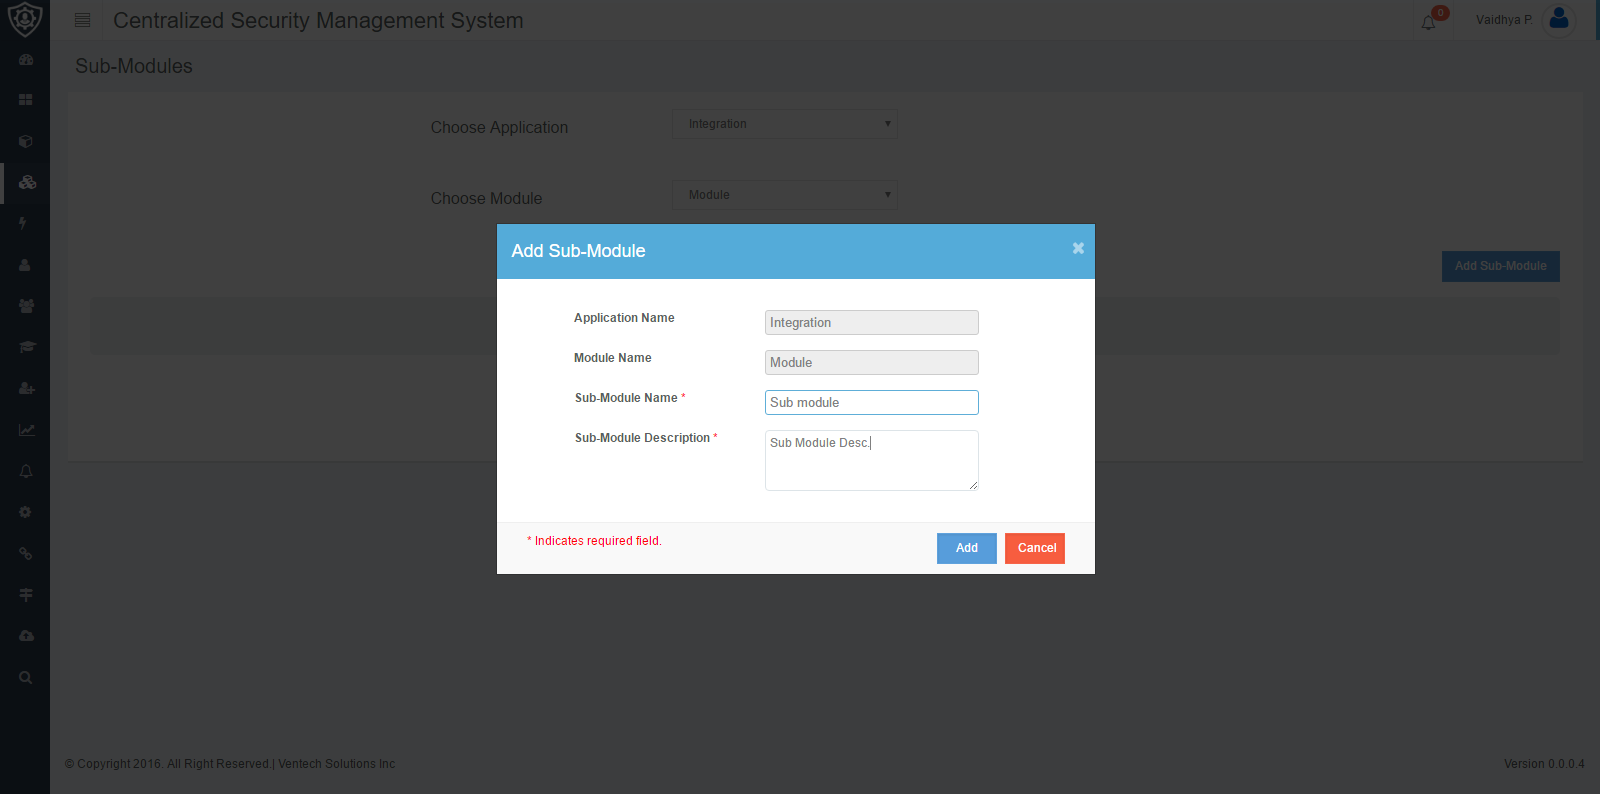 Centralized Security Management System
0
Vaidhya P.
Sub-Modules
Choose Application
Integration
Choose Module
Module
Add Sub-Module
Add Sub-Module
Application Name
Integration
Module Name
Module
Sub-Module Name *
Sub module
Sub-Module Description *
Sub Module Desc.
* Indicates required field.
Add
Cancel
© Copyright 2016. All Right Reserved.| Ventech Solutions Inc
Version 0.0.0.4